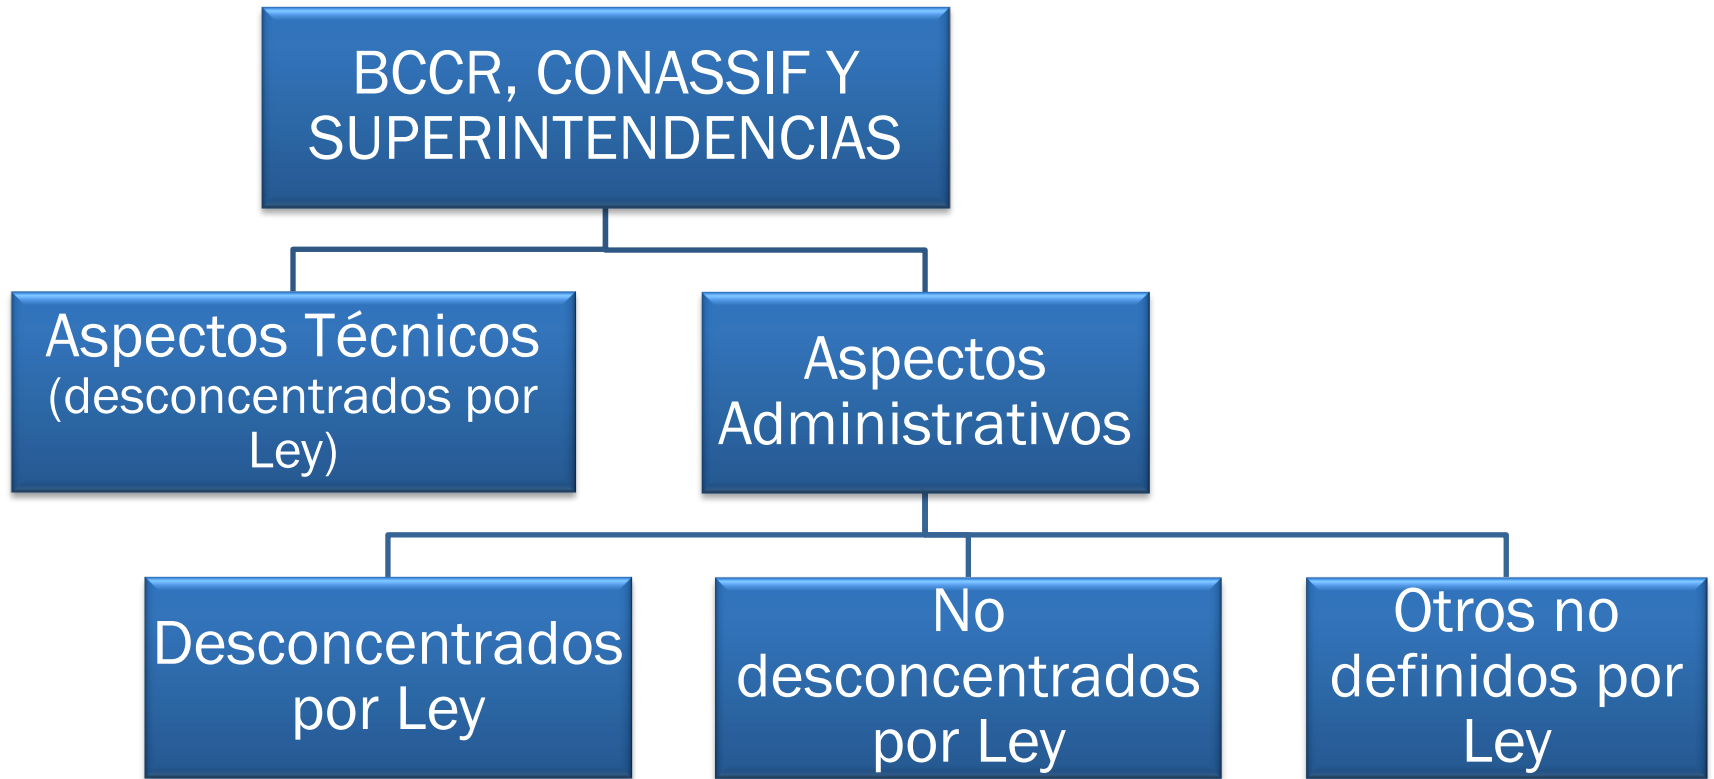 BCCR, CONASSIF Y
SUPERINTENDENCIAS
Aspectos Técnicos
(desconcentrados por
Ley)
Aspectos
Administrativos
Desconcentrados
por Ley
No
desconcentrados
por Ley
Otros no
definidos por
Ley